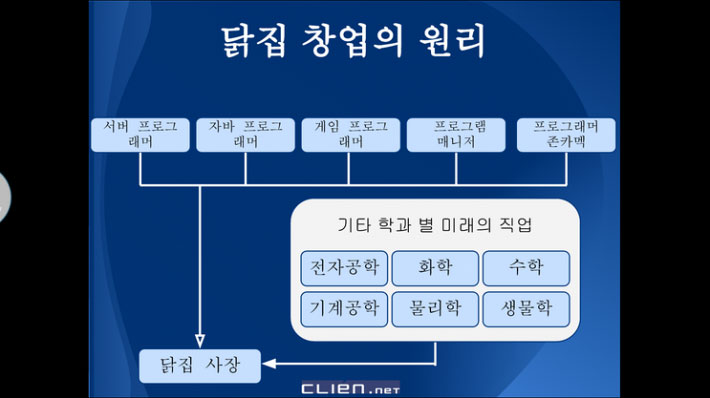 닭집 창업의 원리
서버 프로그
래머
자바 프로그
래머
게임 프로그
래머
프로그램
매니저
프로그래머
존카멕
기타 학과 별 미래의 직업
전자공학
화학
수학
기계공학
물리학
생물학
닭집 사장
CLIEN.NET